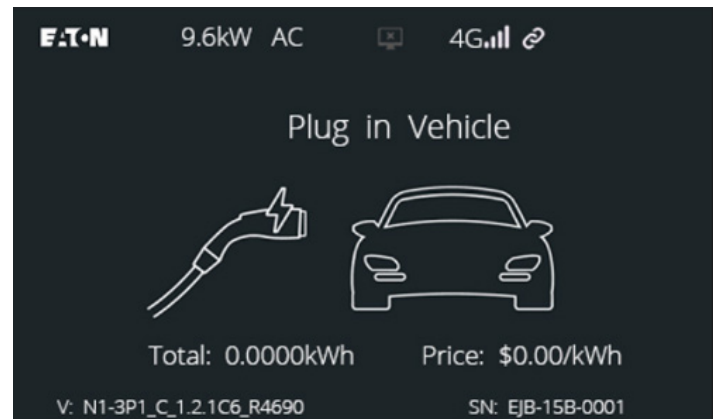 EATON 9.6kW AC 4G
Plug in Vehicle
Total: 0.0000kWh Price: $0.00/kWh
V: N1-3P1_C_1.2.1C6_R4690 SN: EJB-15B-0001